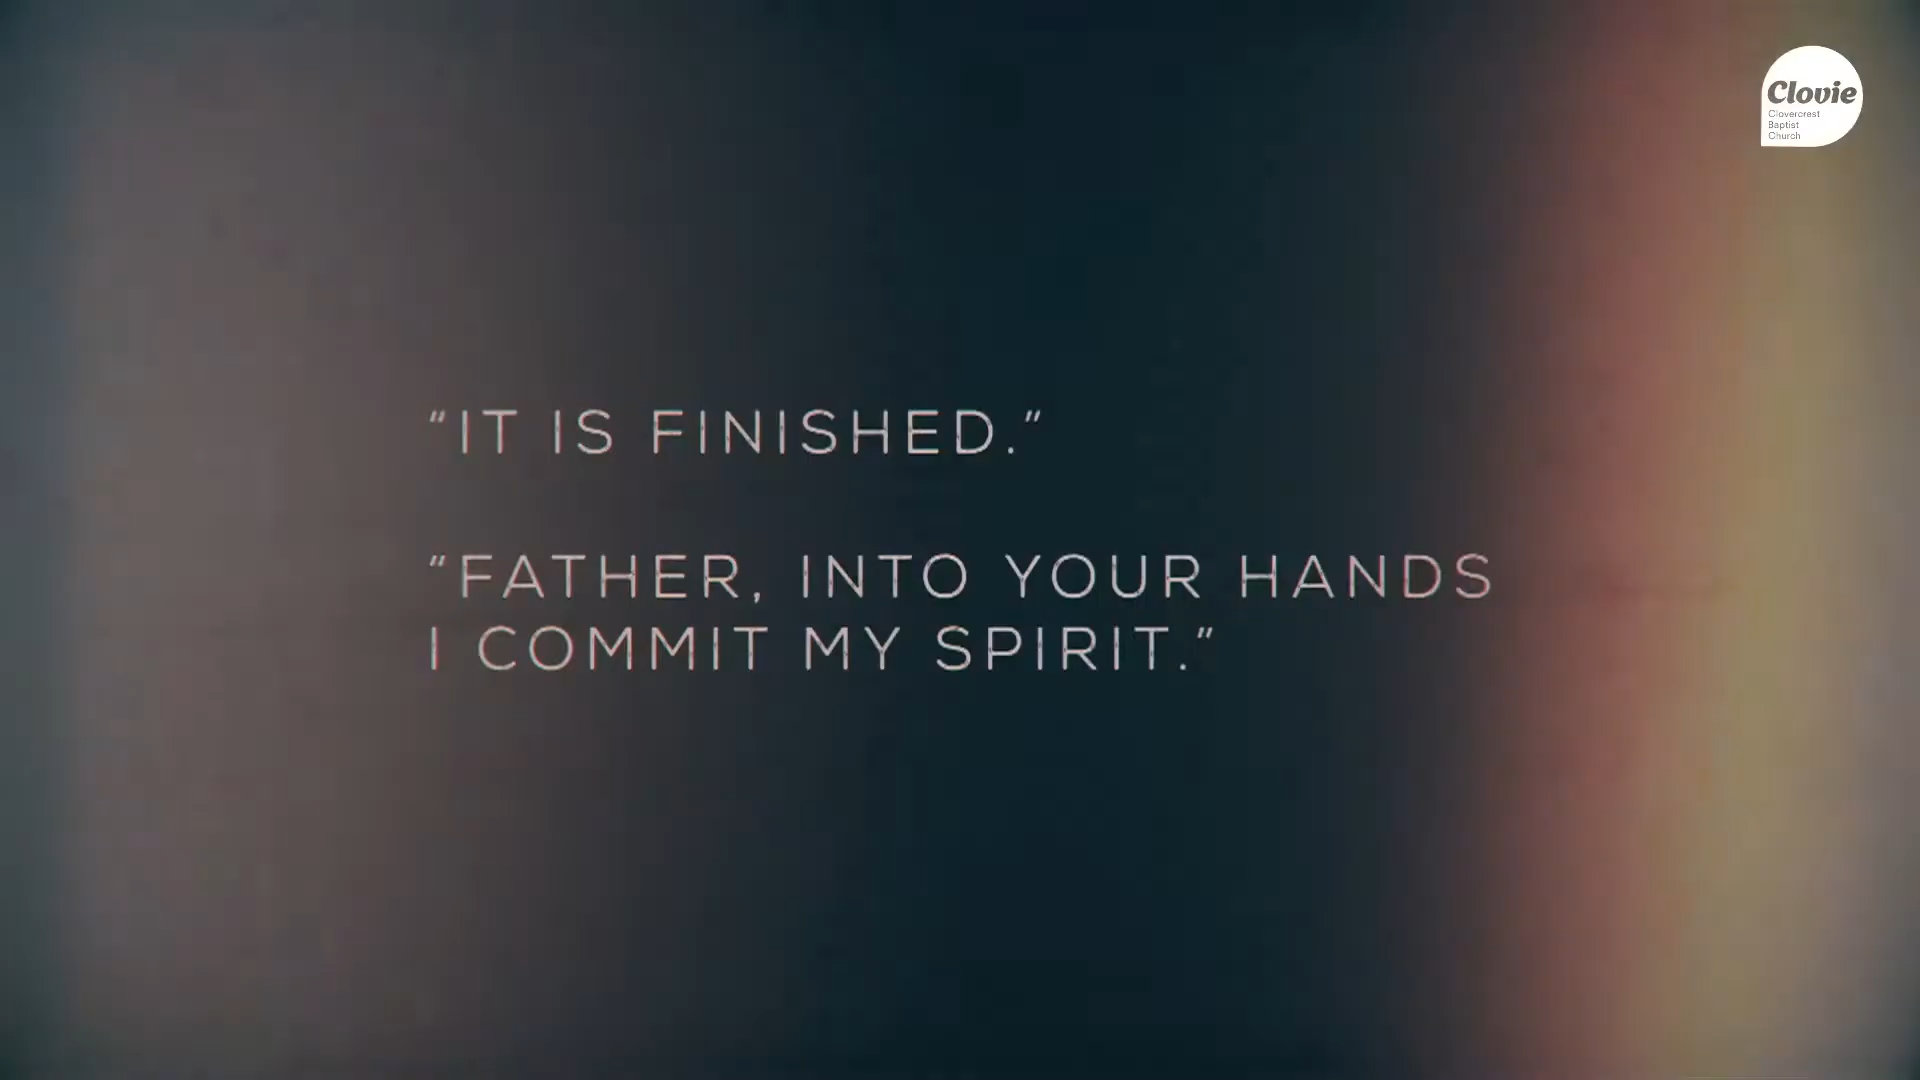 Clovie
Clovercrest
Baptist
Church
“IT IS FINISHED.”
“FATHER, INTO YOUR HANDS
I COMMIT MY SPIRIT.”